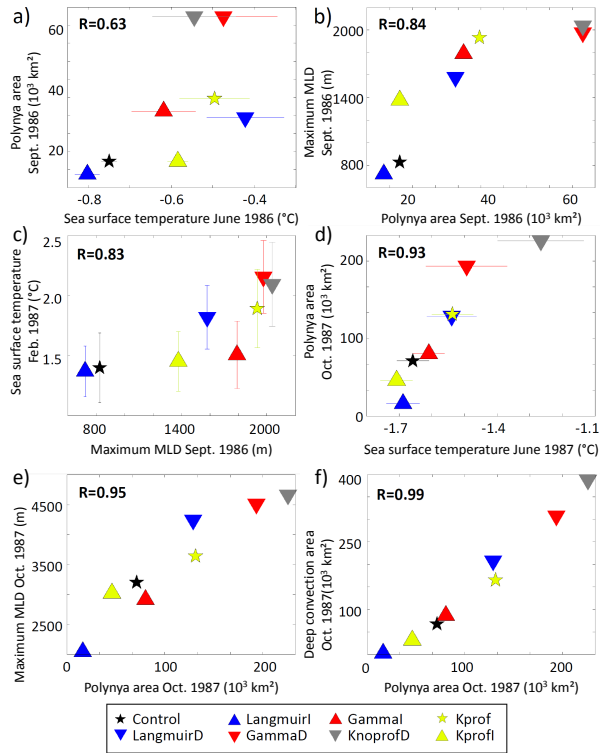 a)
R=0.63
Polynya area
Sept. 1986 (10³ km²)
60
40
20
-0.8 -0.6 -0.4
Sea surface temperature June 1986 (°C)
b)
R=0.84
Maximum MLD
Sept. 1986 (m)
2000
1400
800
20 40 60
Polynya area Sept. 1986 (10³ km²)
c)
R=0.83
Sea surface temperature
Feb. 1987 (°C)
2.5
2.0
1.5
800 1400 2000
Maximum MLD Sept. 1986 (m)
d)
R=0.93
Polynya area
Oct. 1987 (10³ km²)
200
100
0
-1.7 -1.4 -1.1
Sea surface temperature June 1987 (°C)
e)
R=0.95
Maximum MLD Oct. 1987 (m)
4500
3000
2000
0 100 200
Polynya area Oct. 1987 (10³ km²)
f)
R=0.99
Deep convection area
Oct. 1987(10³ km²)
400
250
100
0 100 200
Polynya area Oct. 1987 (10³ km²)
Control LangmuirI GammaI Kprof
LangmuirD GammaD KnoprofD KprofI